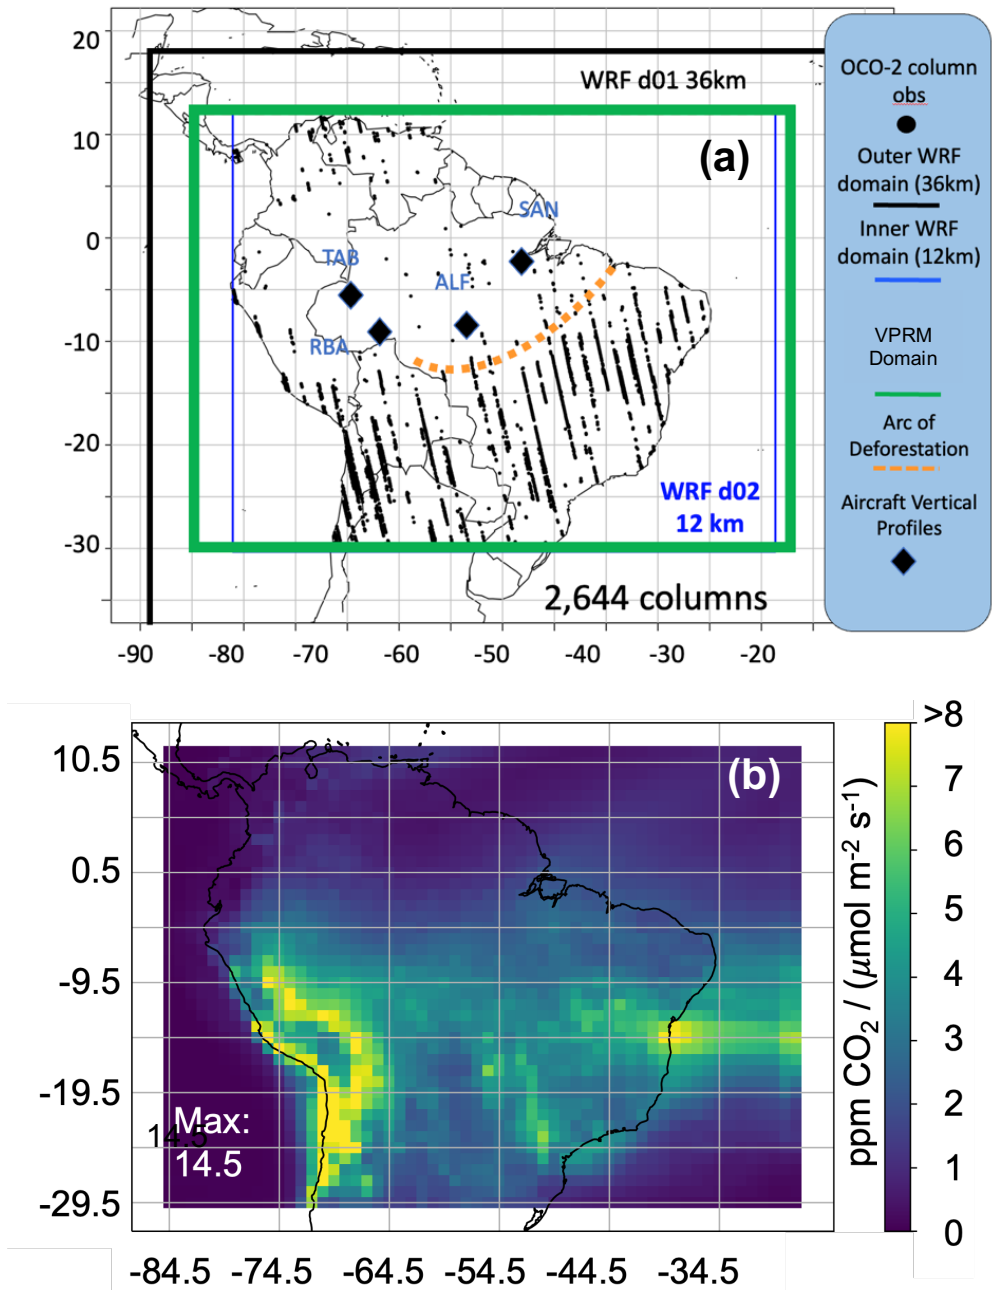 20
10
0
-10
-20
-30
-90
-80
-70
-60
-50
-40
-30
-20
WRF d01 36km
(a)
SAN
TAB
ALF
RBA
WRF d02
12 km
2,644 columns
OCO-2 column
obs
Outer WRF
domain (36km)
Inner WRF
domain (12km)
VPRM
Domain
Arc of
Deforestation
Aircraft Vertical
Profiles
10.5
0.5
-9.5
-19.5
-29.5
-84.5
-74.5
-64.5
-54.5
-44.5
-34.5
(b)
Max:
14.5
14.5
ppm CO₂ / (μmol m⁻² s⁻¹)
>8
7
6
5
4
3
2
1
0